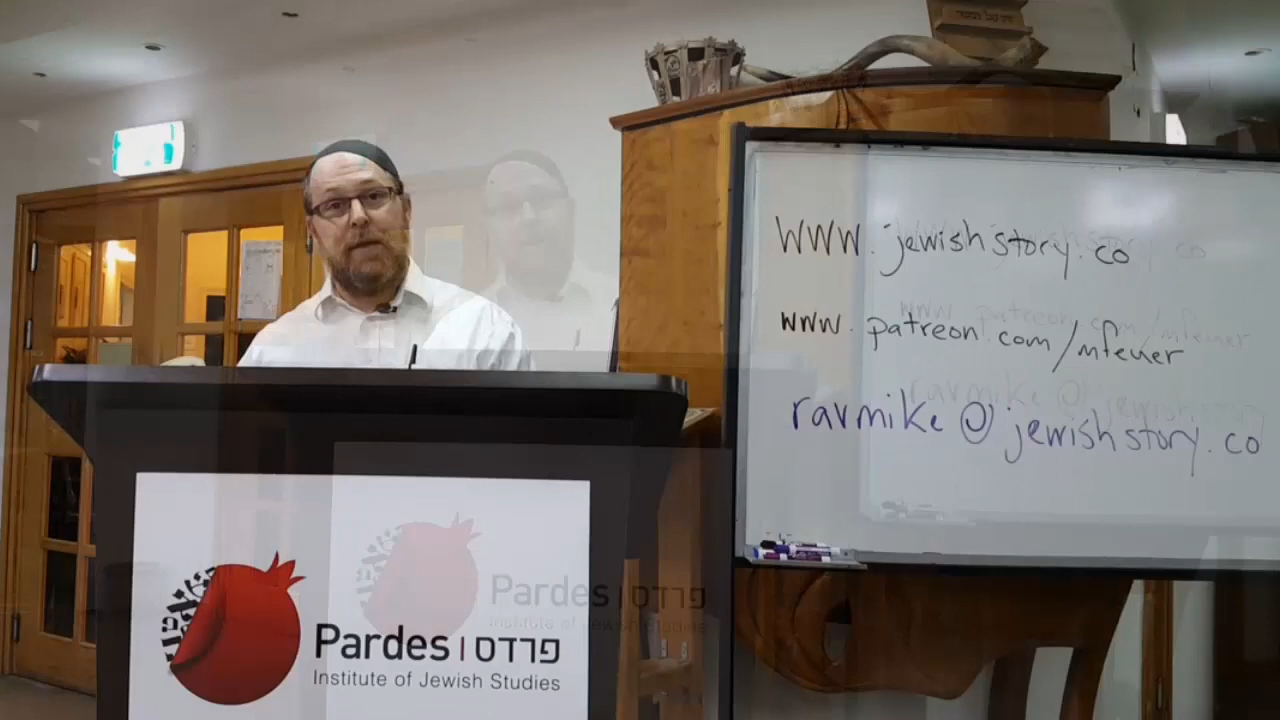 www.jewishstory.co
www.patreon.com/mfeuer
ravmike@jewishstory.co
Pardes | פרדס
Institute of Jewish Studies